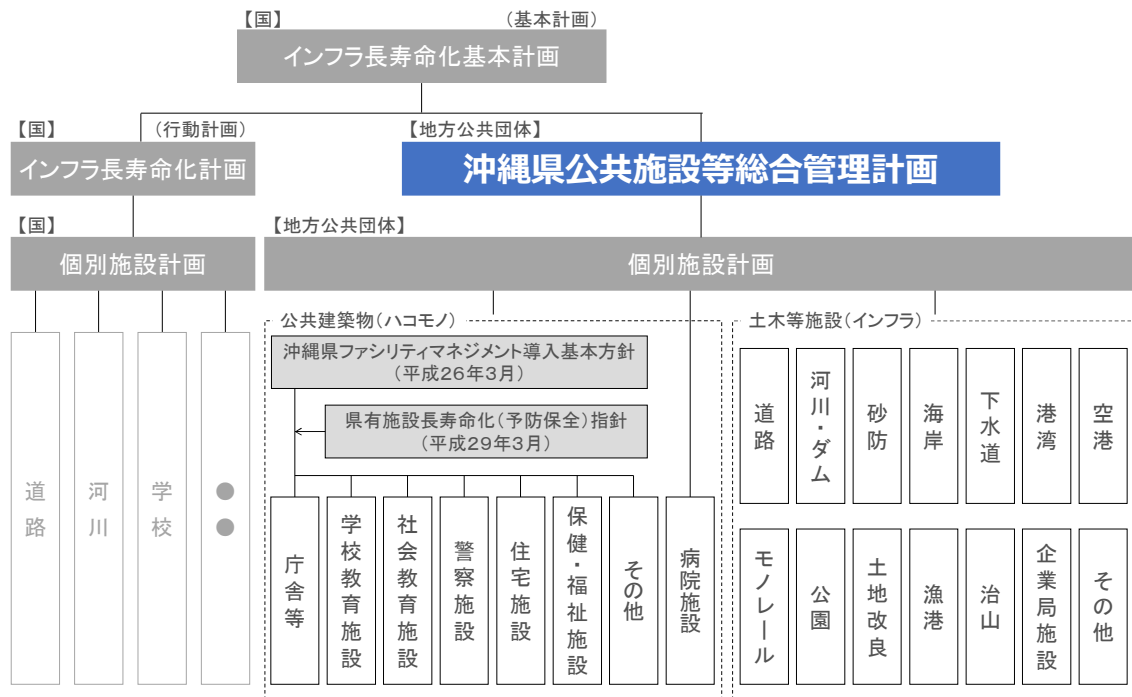 【国】 (基本計画)
インフラ長寿命化基本計画
【国】 (行動計画)
インフラ長寿命化計画
【地方公共団体】
沖縄県公共施設等総合管理計画
【国】
個別施設計画
【地方公共団体】
個別施設計画
道路
河川
学校
●●
公共建築物(ハコモノ)
沖縄県ファシリティマネジメント導入基本方針
(平成26年3月)
県有施設長寿命化(予防保全)指針
(平成29年3月)
庁舎等
学校教育施設
社会教育施設
警察施設
住宅施設
保健・福祉施設
その他
病院施設
土木等施設(インフラ)
道路
河川・ダム
砂防
海岸
下水道
港湾
空港
モノレール
公園
土地改良
漁港
治山
企業局施設
その他